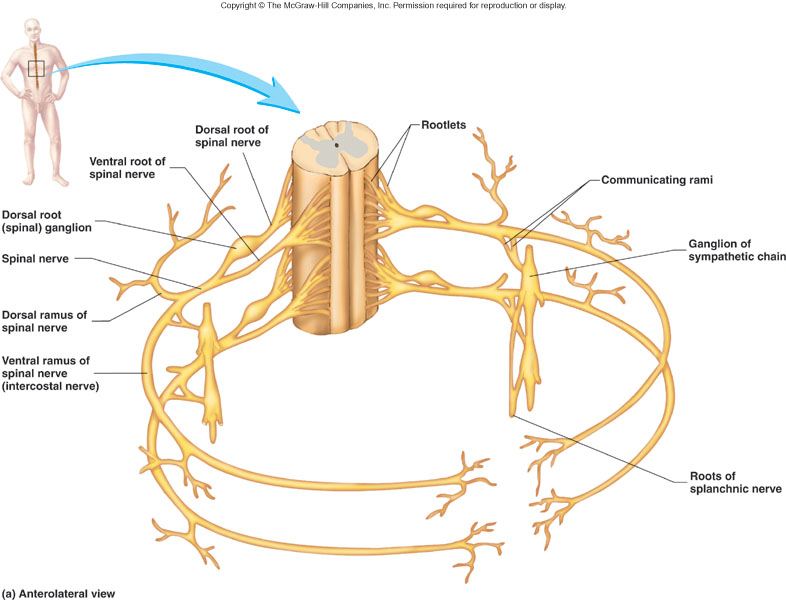 Copyright © The McGraw-Hill Companies, Inc. Permission required for reproduction or display.
Dorsal root of
spinal nerve
Rootlets
Ventral root of
spinal nerve
Communicating rami
Dorsal root
(spinal) ganglion
Ganglion of
sympathetic chain
Spinal nerve
Dorsal ramus of
spinal nerve
Ventral ramus of
spinal nerve
(intercostal nerve)
Roots of
splanchnic nerve
(a) Anterolateral view